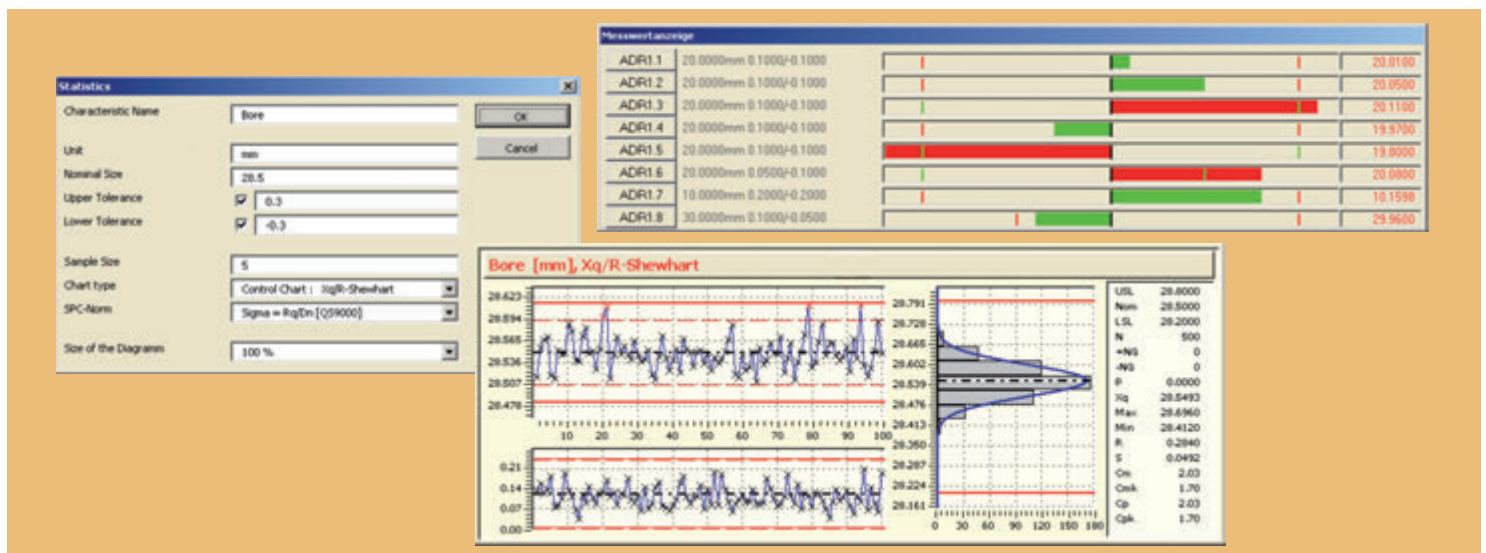 Messwertanzeige
ADR1.1 20.0000mm 0.1000/-0.1000 20.0100
ADR1.2 20.0000mm 0.1000/-0.1000 20.0500
ADR1.3 20.0000mm 0.1000/-0.1000 20.1100
ADR1.4 20.0000mm 0.1000/-0.1000 19.9700
ADR1.5 20.0000mm 0.1000/-0.1000 19.8000
ADR1.6 20.0000mm 0.0500/-0.1000 20.0800
ADR1.7 10.0000mm 0.2000/-0.2000 10.1598
ADR1.8 30.0000mm 0.1000/-0.0500 29.9600
Statistics
Characteristic Name Bore OK
Unit mm Cancel
Nominal Size 28.5
Upper Tolerance 0.3
Lower Tolerance -0.3
Sample Size 5
Chart type Control Chart : Xq/R-Shewhart
SPC-Norm Sigma = Rq/Dn [QS9000]
Size of the Diagramm 100 %
Bore [mm], Xq/R-Shewhart
28.623
28.594
28.565
28.536
28.507
28.478
10 20 30 40 50 60 70 80 90 100
0.21
0.14
0.07
0.00
28.791
28.728
28.665
28.602
28.539
28.476
28.413
28.350
28.287
28.224
28.161
0 30 60 90 120 150 180
USL 28.8000
Nom 28.5000
LSL 28.2000
N 500
+NG 0
-NG 0
P 0.0000
Xq 28.5493
Max 28.6960
Min 28.4120
R 0.2840
S 0.0492
Cm 2.03
Cmk 1.70
Cp 2.03
Cpk 1.70